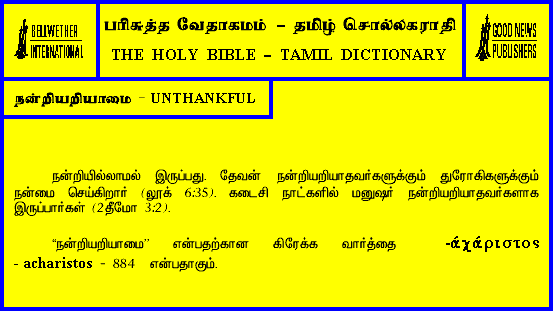 BELLWETHER
INTERNATIONAL
பரிசுத்த வேதாகமம் – தமிழ் சொல்லகராதி
THE HOLY BIBLE – TAMIL DICTIONARY
GOOD NEWS
PUBLISHERS
நன்றியறியாமை – UNTHANKFUL
நன்றியில்லாமல் இருப்பது. தேவன் நன்றியறியாதவர்களுக்கும் துரோகிகளுக்கும்
நன்மை செய்கிறார் (லூக் 6:35). கடைசி நாட்களில் மனுஷர் நன்றியறியாதவர்களாக
இருப்பார்கள் (2தீமோ 3:2).
“நன்றியறியாமை” என்பதற்கான கிரேக்க வார்த்தை -άχάριστος
- acharistos – 884 என்பதாகும்.